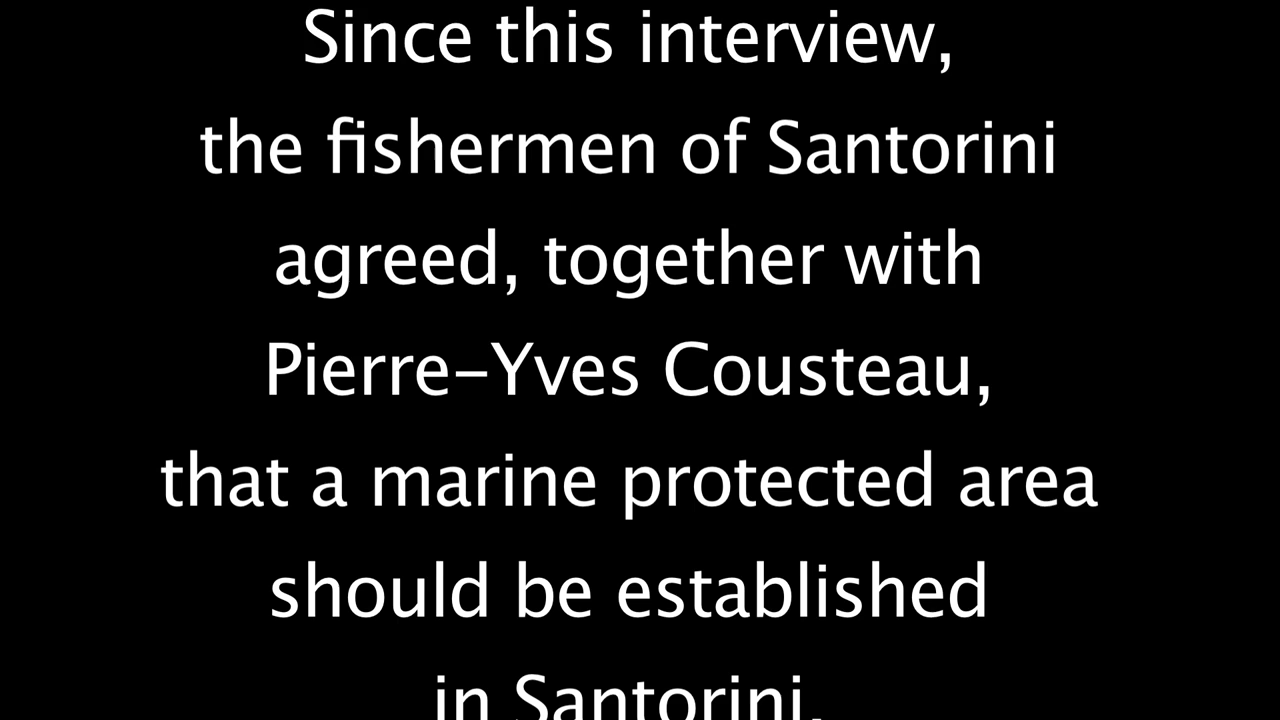 Since this interview,
the fishermen of Santorini
agreed, together with
Pierre-Yves Cousteau,
that a marine protected area
should be established
in Santorini.